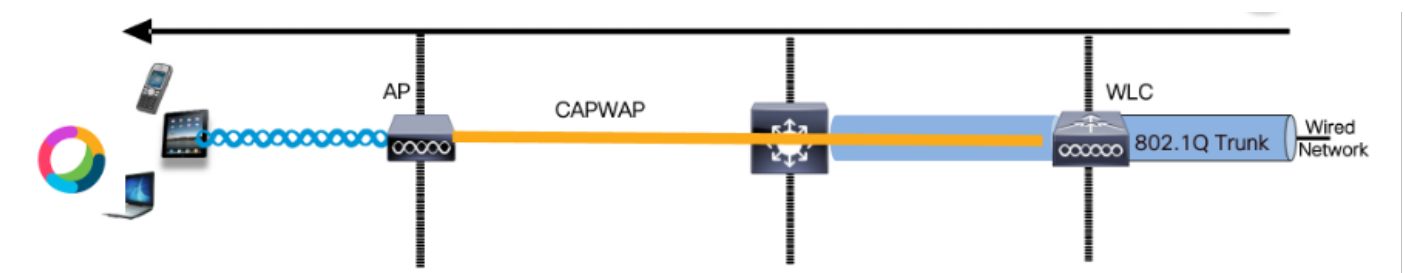 AP
CAPWAP
WLC
802.1Q Trunk
Wired
Network